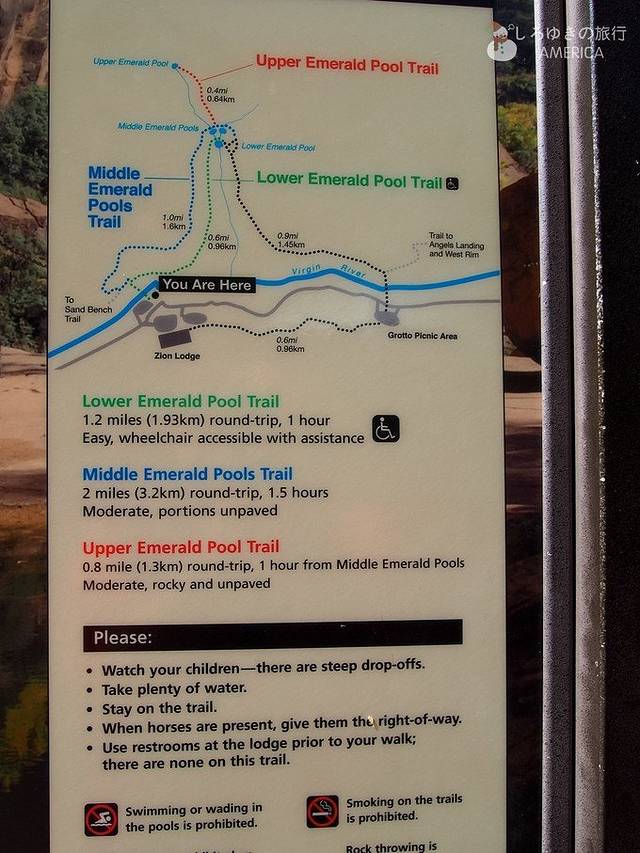 しろゆきの旅行
AMERICA
Upper Emerald Pool
Upper Emerald Pool Trail
0.4mi
0.64km
Middle Emerald Pools
Lower Emerald Pool
Middle
Emerald
Pools
Trail
Lower Emerald Pool Trail
1.0mi
1.6km
0.6mi
0.96km
0.9mi
1.45km
Trail to
Angels Landing
and West Rim
Virgin River
You Are Here
To
Sand Bench
Trail
Zion Lodge
0.6mi
0.96km
Grotto Picnic Area
Lower Emerald Pool Trail
1.2 miles (1.93km) round-trip, 1 hour
Easy, wheelchair accessible with assistance
Middle Emerald Pools Trail
2 miles (3.2km) round-trip, 1.5 hours
Moderate, portions unpaved
Upper Emerald Pool Trail
0.8 mile (1.3km) round-trip, 1 hour from Middle Emerald Pools
Moderate, rocky and unpaved
Please:
• Watch your children—there are steep drop-offs.
• Take plenty of water.
• Stay on the trail.
• When horses are present, give them the right-of-way.
• Use restrooms at the lodge prior to your walk;
there are none on this trail.
Swimming or wading in
the pools is prohibited.
Smoking on the trails
is prohibited.
Rock throwing is